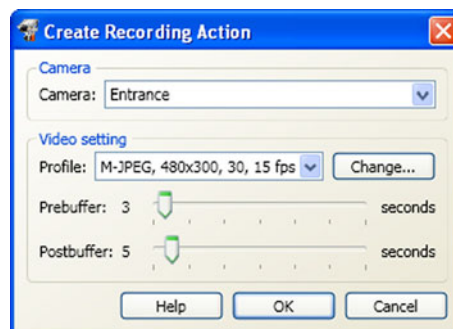 Create Recording Action
Camera
Camera: Entrance
Video setting
Profile: M-JPEG, 480x300, 30, 15 fps Change...
Prebuffer: 3 seconds
Postbuffer: 5 seconds
Help OK Cancel